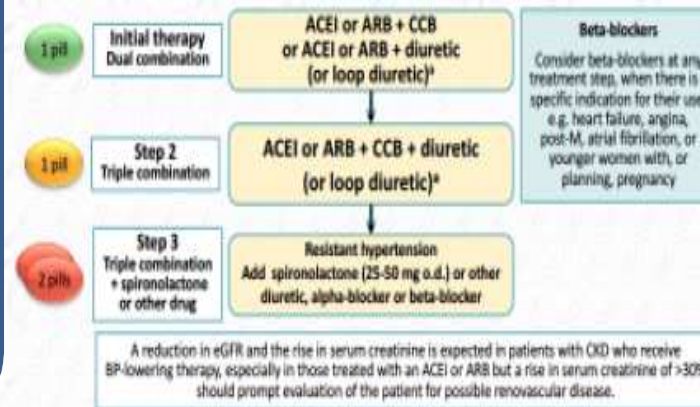 1 pill
Initial therapy
Dual combination
ACEI or ARB + CCB
or ACEI or ARB + diuretic
(or loop diuretic)ª
Beta-blockers
Consider beta-blockers at any
treatment step, when there is
specific indication for their use
e.g. heart failure, angina,
post-M, atrial fibrillation, or
younger women with, or
planning, pregnancy
1 pill
Step 2
Triple combination
ACEI or ARB + CCB + diuretic
(or loop diuretic)ª
2 pills
Step 3
Triple combination
+ spironolactone
or other drug
Resistant hypertension
Add spironolactone (25-50 mg o.d.) or other
diuretic, alpha-blocker or beta-blocker
A reduction in eGFR and the rise in serum creatinine is expected in patients with CKD who receive
BP-lowering therapy, especially in those treated with an ACEI or ARB but a rise in serum creatinine of >30%
should prompt evaluation of the patient for possible renovascular disease.